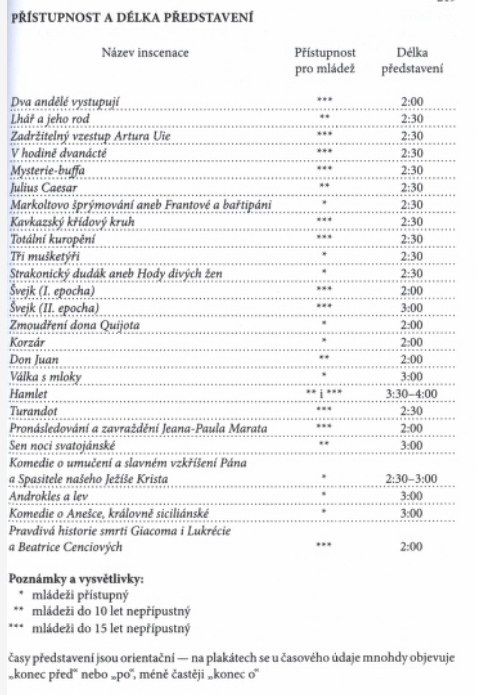 PŘÍSTUPNOST A DÉLKA PŘEDSTAVENÍ
Název inscenace Přístupnost Délka
pro mládež představení
Dva andělé vystupují *** 2:00
Lhář a jeho rod ** 2:30
Zadržitelný vzestup Artura Uie *** 2:30
V hodině dvanácté *** 2:30
Mysterie-buffa *** 2:30
Julius Caesar ** 2:30
Markoltovo šprýmování aneb Frantové a bařtipáni * 2:30
Kavkazský křídový kruh *** 2:30
Totální kuropění *** 2:30
Tři mušketýři * 2:30
Strakonický dudák aneb Hody divých žen * 2:30
Švejk (I. epocha) *** 2:00
Švejk (II. epocha) *** 3:00
Zmoudření dona Quijota * 2:00
Korzár * 2:00
Don Juan ** 2:00
Válka s mloky * 3:00
Hamlet ** i *** 3:30–4:00
Turandot *** 2:30
Pronásledování a zavraždění Jeana-Paula Marata *** 2:00
Sen noci svatojánské ** 3:00
Komedie o umučení a slavném vzkříšení Pána
a Spasitele našeho Ježíše Krista * 2:30–3:00
Androkles a lev * 3:00
Komedie o Anešce, královně siciliánské * 3:00
Pravdivá historie smrti Giacoma i Lukrécie
a Beatrice Cenciových *** 2:00
Poznámky a vysvětlivky:
* mládeži přístupný
** mládeži do 10 let nepřípustný
*** mládeži do 15 let nepřípustný
časy představení jsou orientační — na plakátech se u časového údaje mnohdy objevuje
„konec před“ nebo „po“, méně častěji „konec o“